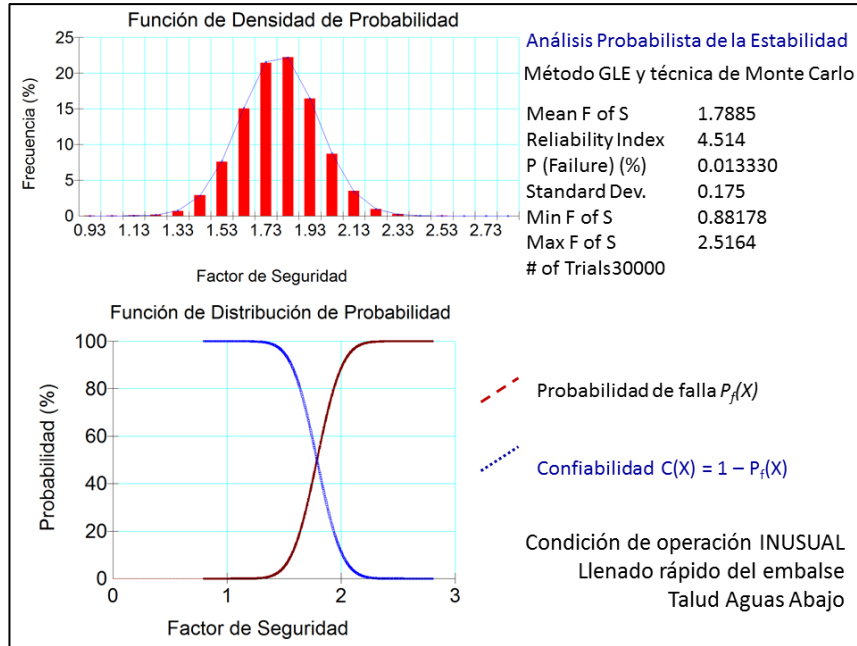 Función de Densidad de Probabilidad
25
20
15
10
5
0
Frecuencia (%)
0.93 1.13 1.33 1.53 1.73 1.93 2.13 2.33 2.53 2.73
Factor de Seguridad
Análisis Probabilista de la Estabilidad
Método GLE y técnica de Monte Carlo
Mean F of S 1.7885
Reliability Index 4.514
P (Failure) (%) 0.013330
Standard Dev. 0.175
Min F of S 0.88178
Max F of S 2.5164
# of Trials30000
Función de Distribución de Probabilidad
100
80
60
40
20
0
Probabilidad (%)
0 1 2 3
Factor de Seguridad
Probabilidad de falla Pf(X)
Confiabilidad C(X) = 1 – Pf(X)
Condición de operación INUSUAL
Llenado rápido del embalse
Talud Aguas Abajo